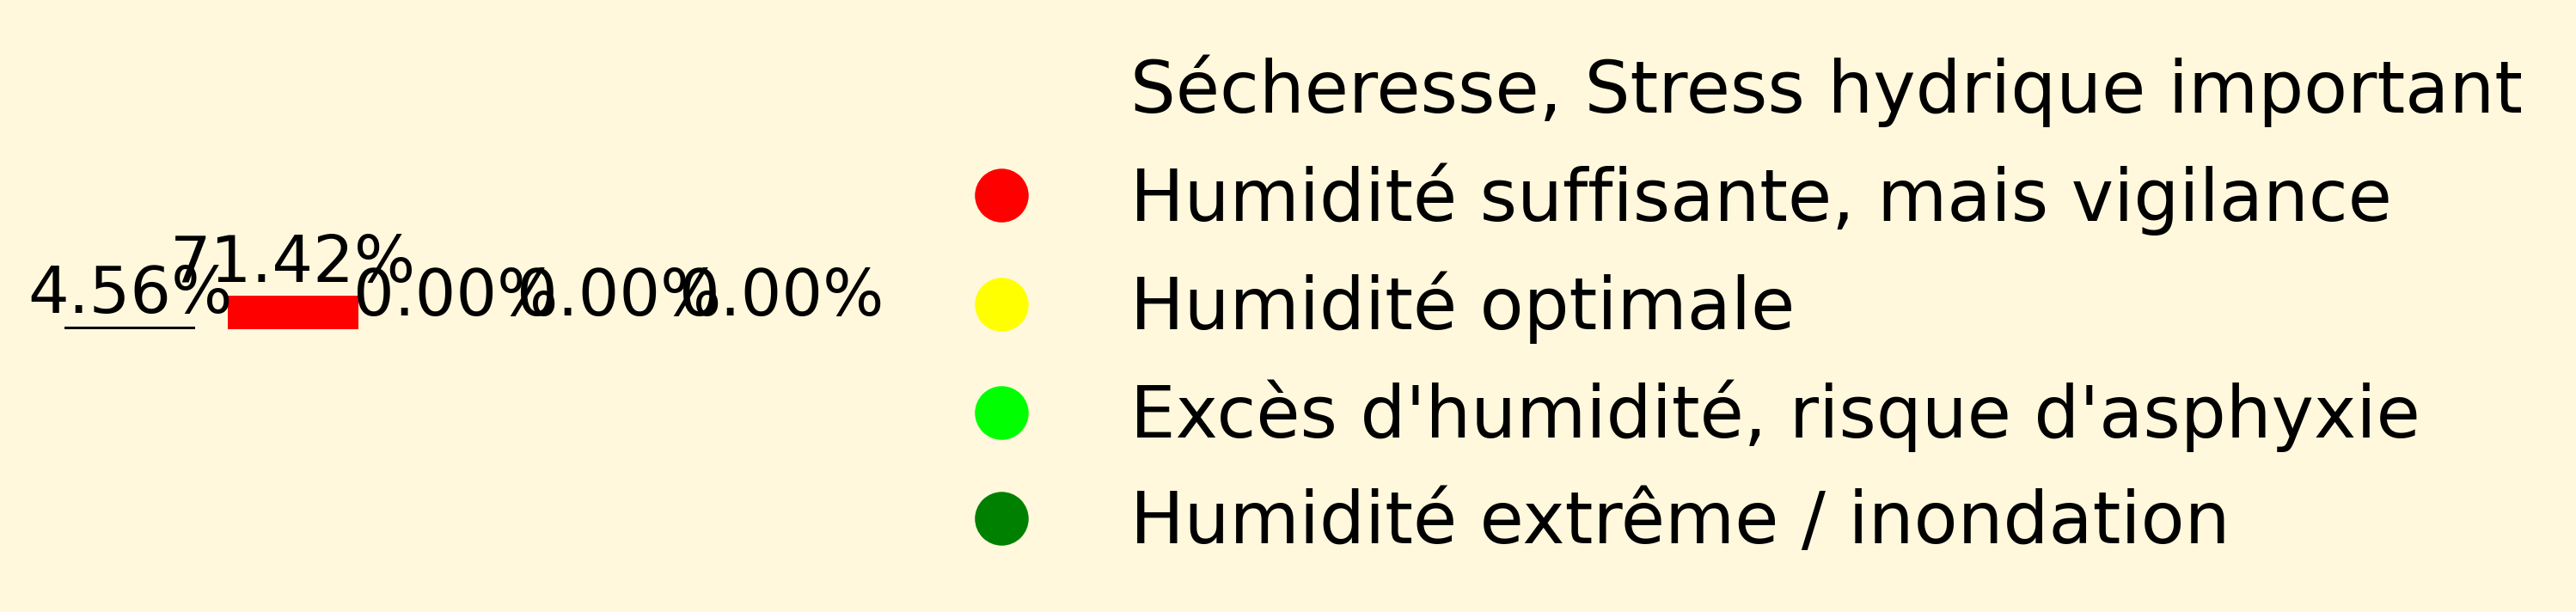 Sécheresse, Stress hydrique important
Humidité suffisante, mais vigilance
71.42%
4.56% 0.00% 0.00% 0.00%
Humidité optimale
Excès d'humidité, risque d'asphyxie
Humidité extrême / inondation